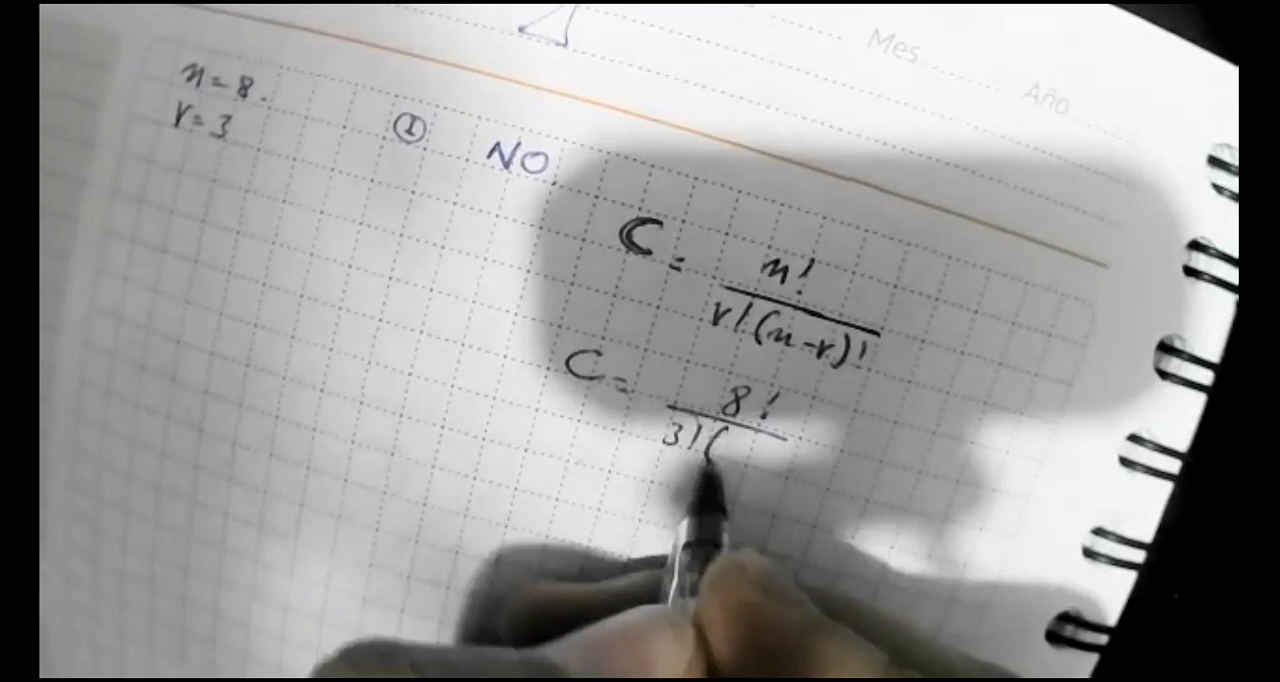 Mes
Año
n = 8
r = 3
① NO
C = n! / r!(n-r)!
C = 8! / 3!(